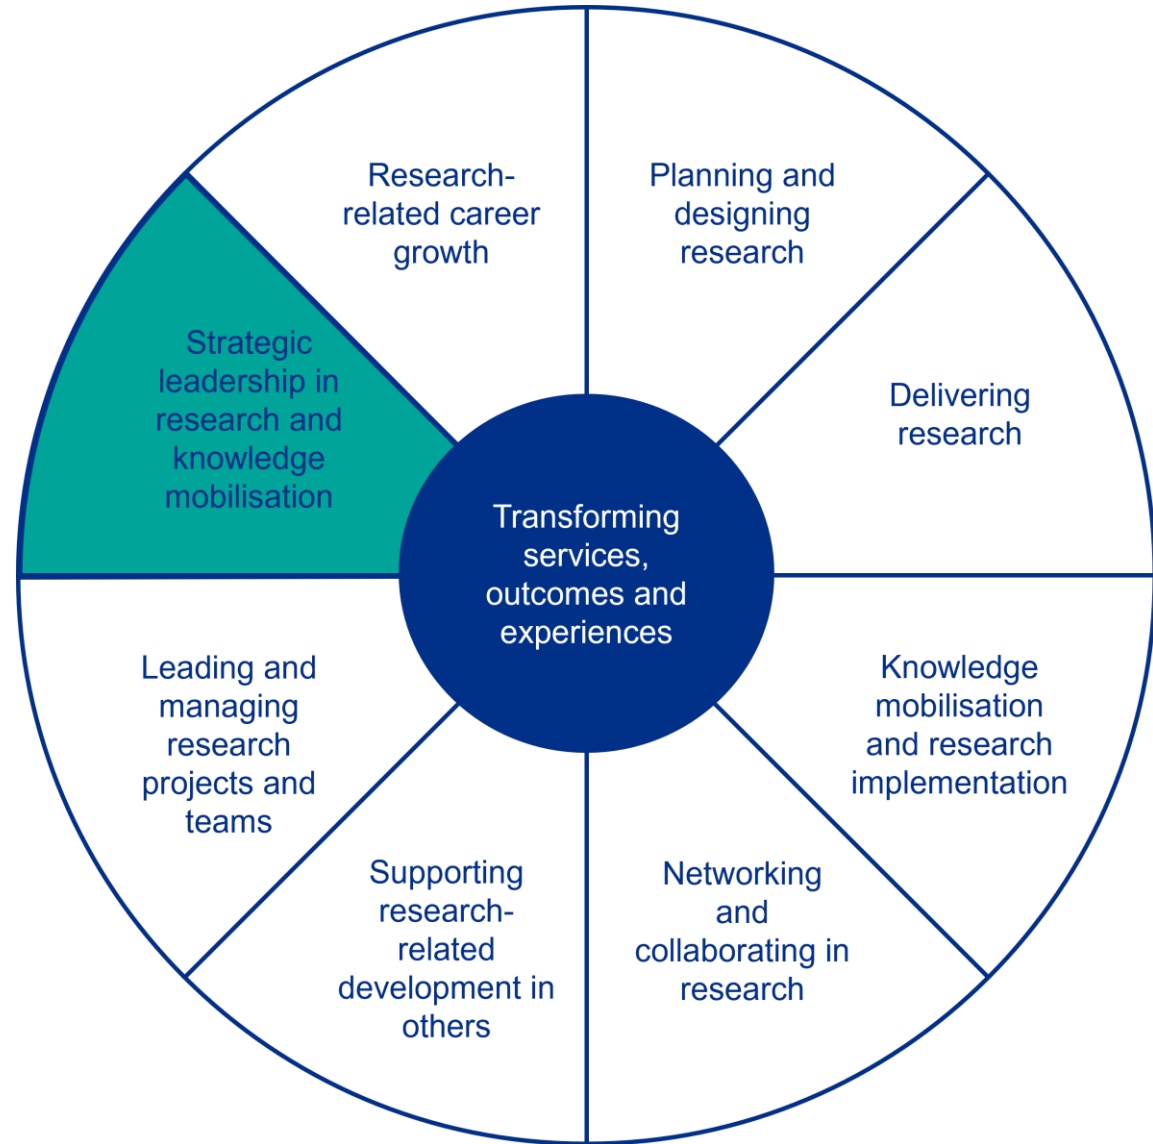 Research-
related career
growth
Planning and
designing
research
Strategic
leadership in
research and
knowledge
mobilisation
Delivering
research
Transforming
services,
outcomes and
experiences
Leading and
managing
research
projects and
teams
Knowledge
mobilisation
and research
implementation
Supporting
research-
related
development in
others
Networking
and
collaborating in
research